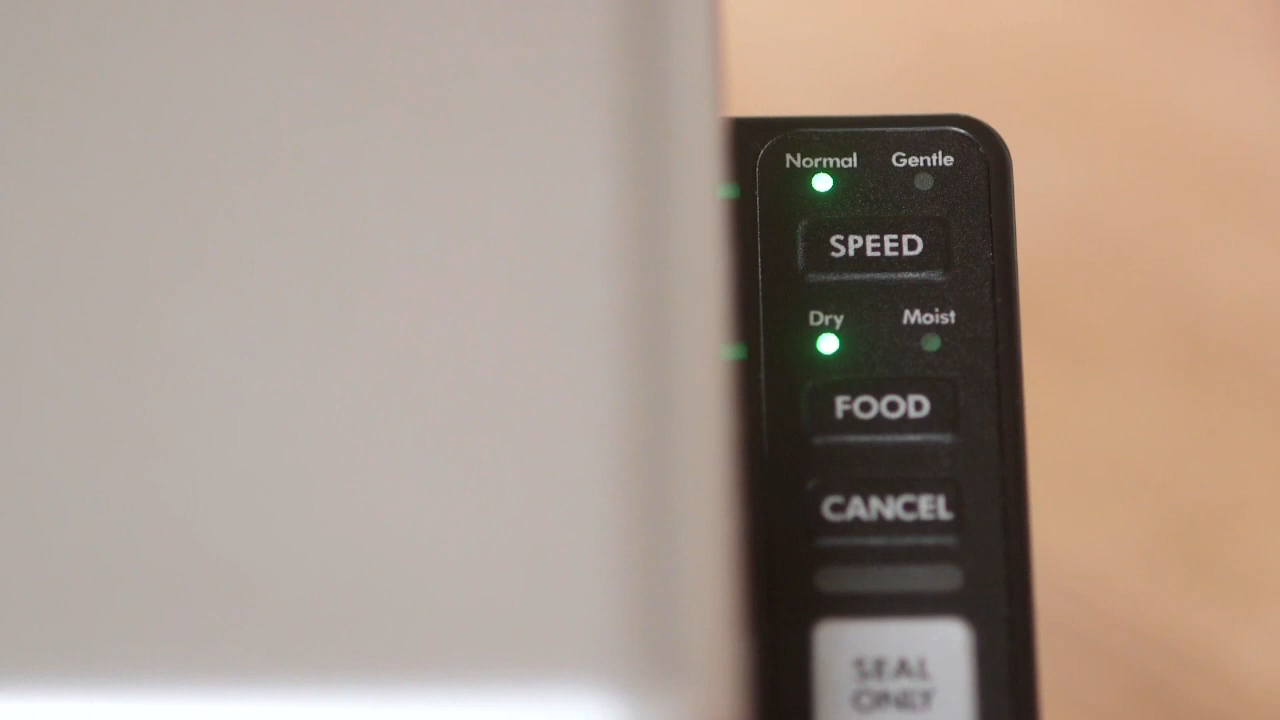 Normal Gentle
SPEED
Dry Moist
FOOD
CANCEL
SEAL
ONLY